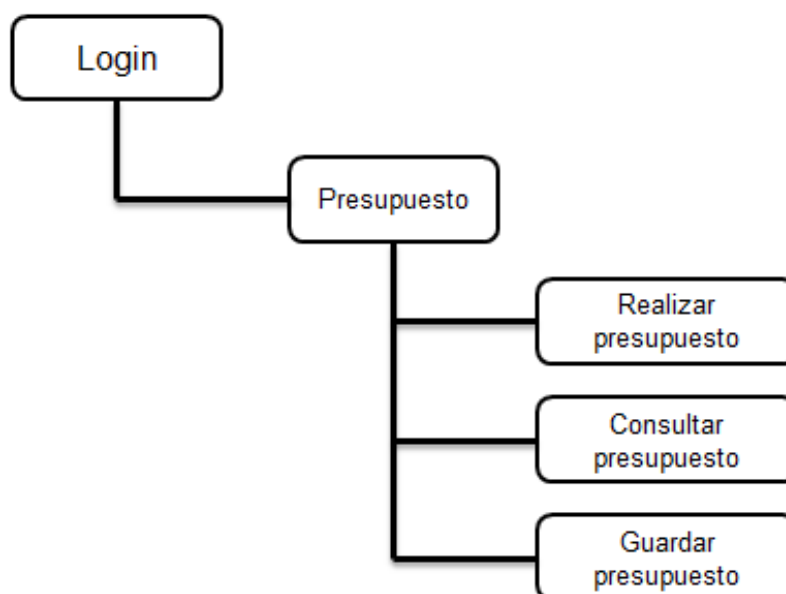 Login
Presupuesto
Realizar
presupuesto
Consultar
presupuesto
Guardar
presupuesto